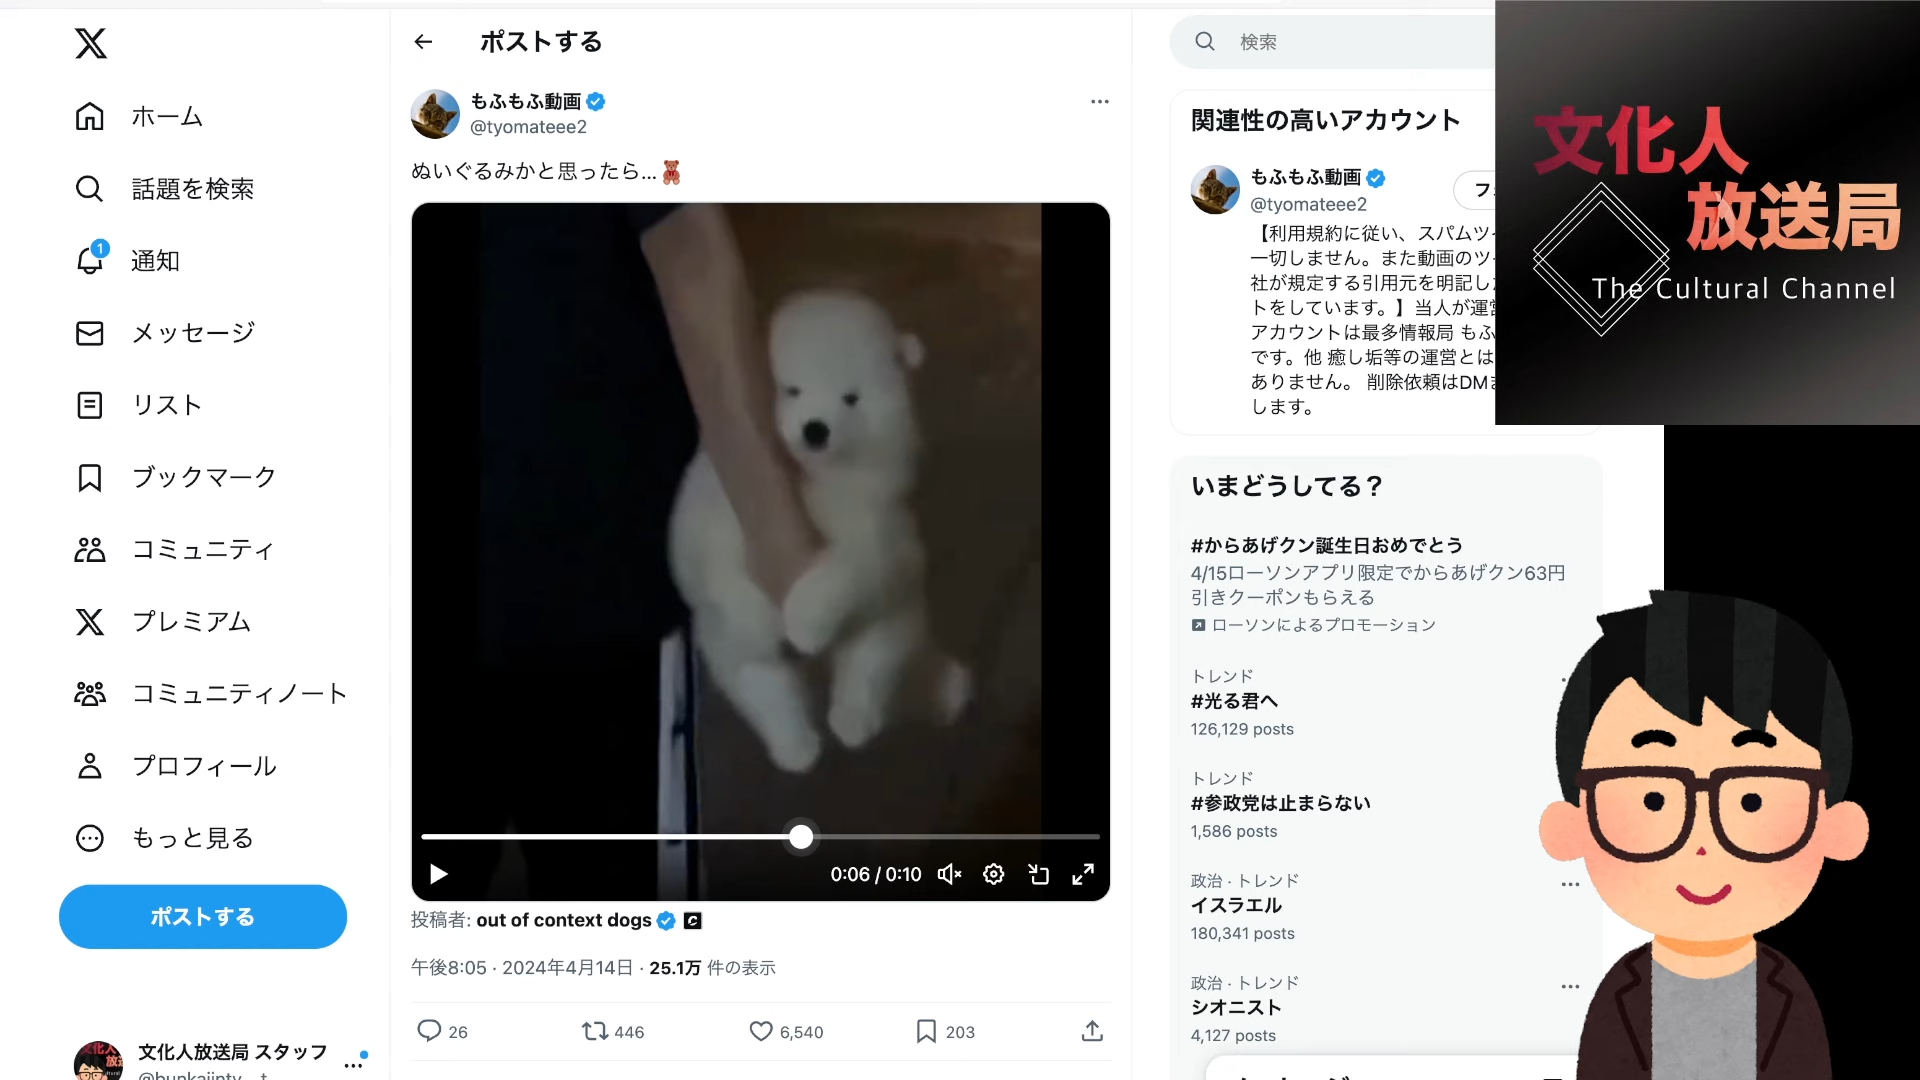 ホーム
話題を検索
1
通知
メッセージ
リスト
ブックマーク
コミュニティ
プレミアム
コミュニティノート
プロフィール
もっと見る
ポストする
文化人放送局 スタッフ
ポストする
もふもふ動画
@tyomateee2
ぬいぐるみかと思ったら...
0:06 / 0:10
投稿者: out of context dogs
午後8:05 · 2024年4月14日 · 25.1万 件の表示
26
446
6,540
203
検索
関連性の高いアカウント
もふもふ動画
@tyomateee2
【利用規約に従い、スパムツ
一切しません。また動画のツ
社が規定する引用元を明記し
トをしています。】当人が運営
アカウントは最多情報局 もふ
です。他 癒し垢等の運営とは
ありません。 削除依頼はDM
します。
いまどうしてる？
#からあげクン誕生日おめでとう
4/15ローソンアプリ限定でからあげクン63円
引きクーポンもらえる
ローソンによるプロモーション
トレンド
#光る君へ
126,129 posts
トレンド
#参政党は止まらない
1,586 posts
政治 · トレンド
イスラエル
180,341 posts
政治 · トレンド
シオニスト
4,127 posts
文化人
放送局
The Cultural Channel